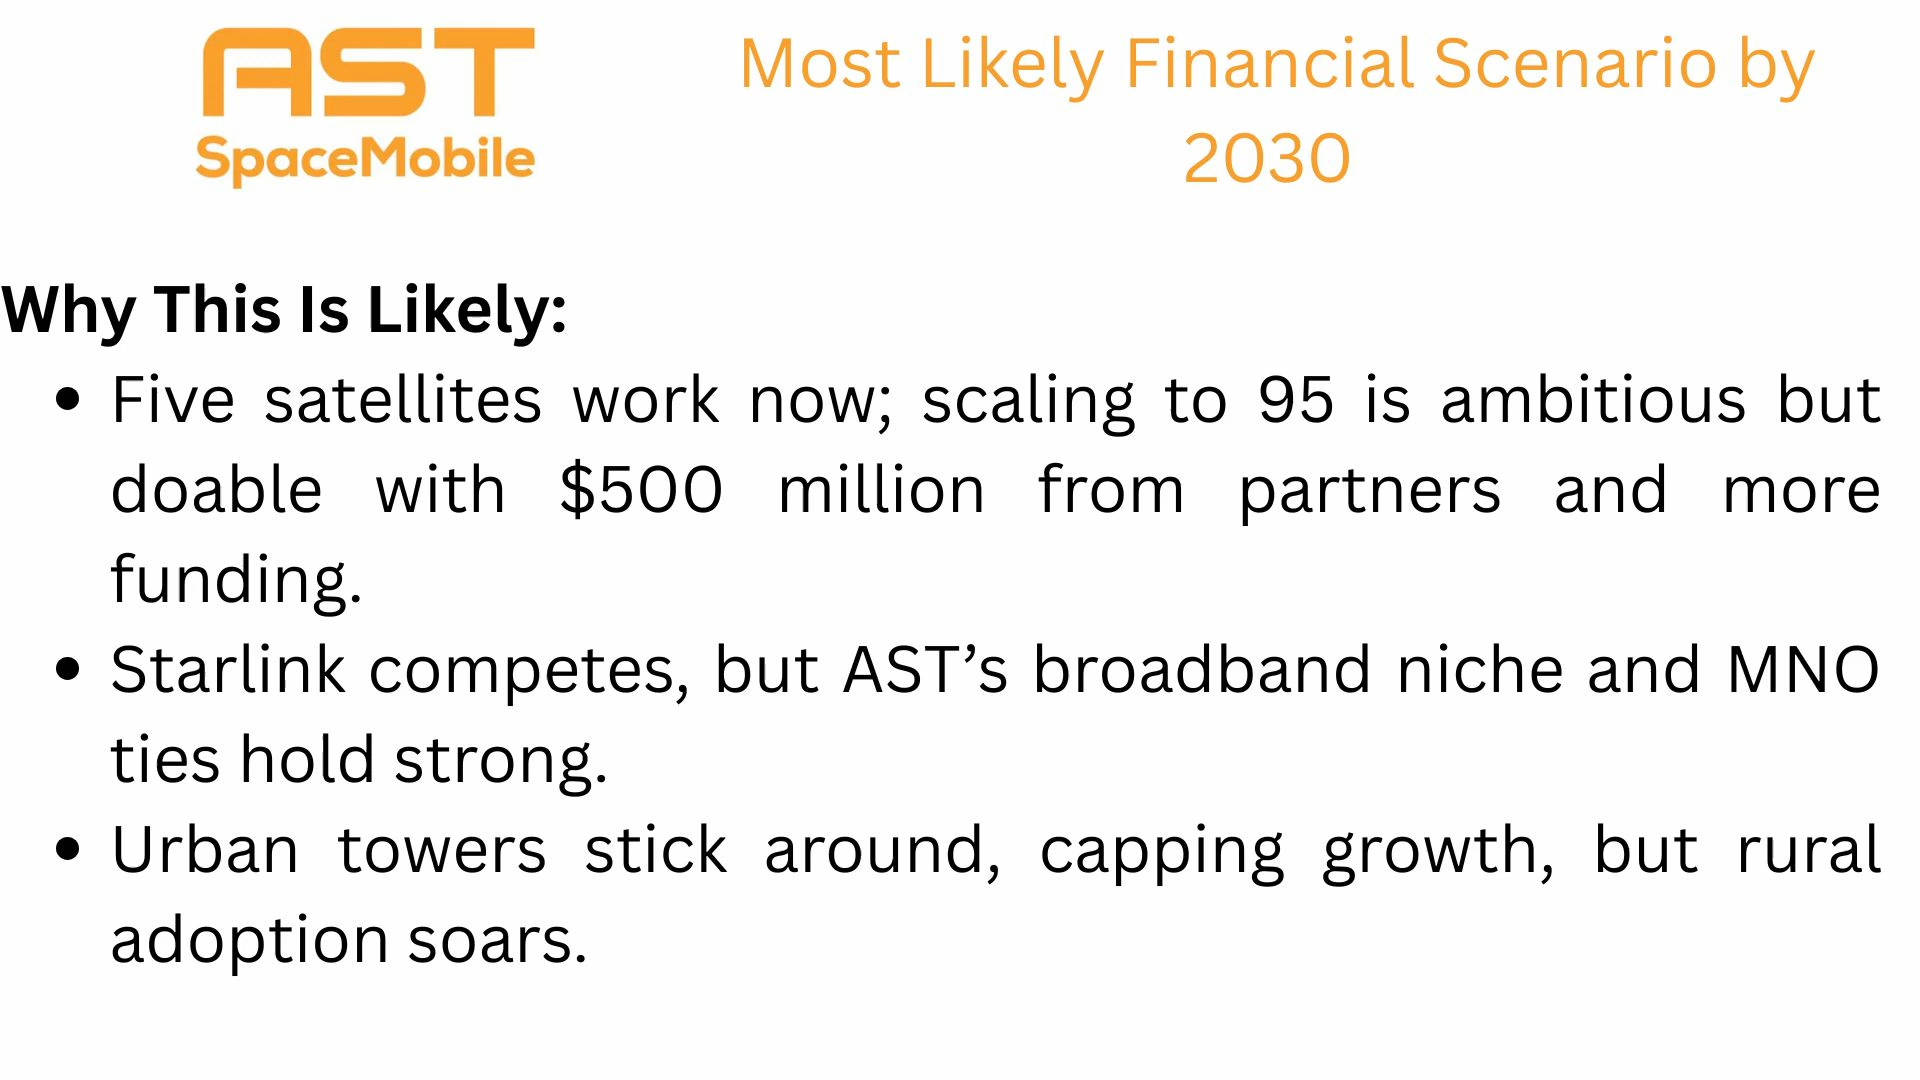 AST
SpaceMobile
Most Likely Financial Scenario by
2030
Why This Is Likely:
• Five satellites work now; scaling to 95 is ambitious but
doable with $500 million from partners and more
funding.
• Starlink competes, but AST’s broadband niche and MNO
ties hold strong.
• Urban towers stick around, capping growth, but rural
adoption soars.